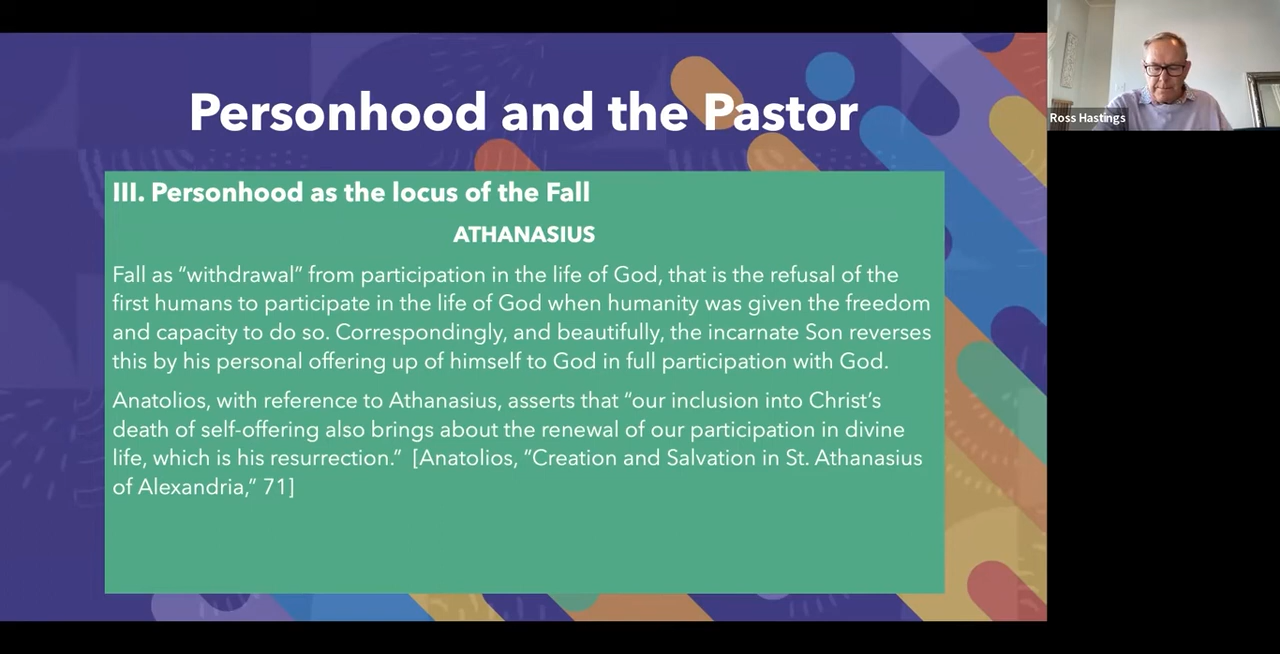 Personhood and the Pastor
III. Personhood as the locus of the Fall
ATHANASIUS
Fall as “withdrawal” from participation in the life of God, that is the refusal of the
first humans to participate in the life of God when humanity was given the freedom
and capacity to do so. Correspondingly, and beautifully, the incarnate Son reverses
this by his personal offering up of himself to God in full participation with God.
Anatolios, with reference to Athanasius, asserts that “our inclusion into Christ’s
death of self-offering also brings about the renewal of our participation in divine
life, which is his resurrection.” [Anatolios, “Creation and Salvation in St. Athanasius
of Alexandria,” 71]
Ross Hastings